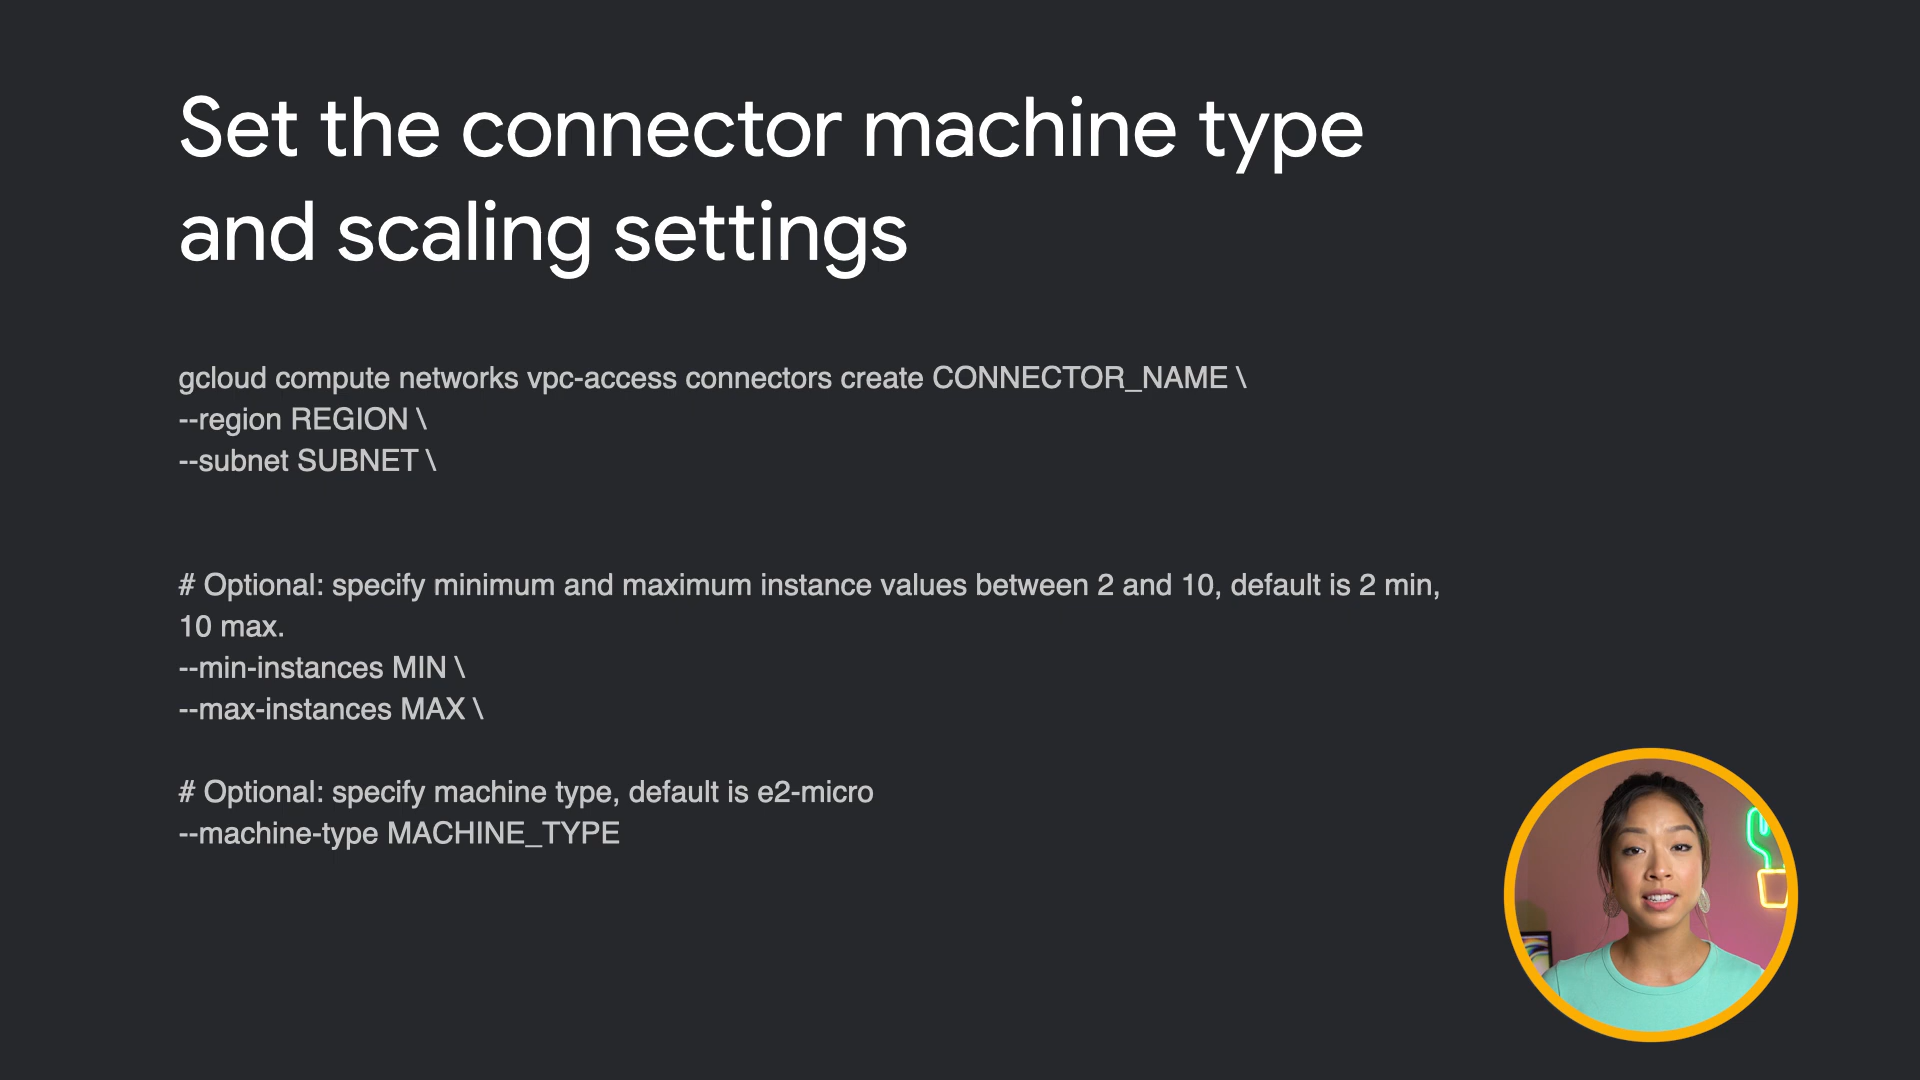 Set the connector machine type
and scaling settings
gcloud compute networks vpc-access connectors create CONNECTOR_NAME \
--region REGION \
--subnet SUBNET \
# Optional: specify minimum and maximum instance values between 2 and 10, default is 2 min,
10 max.
--min-instances MIN \
--max-instances MAX \
# Optional: specify machine type, default is e2-micro
--machine-type MACHINE_TYPE